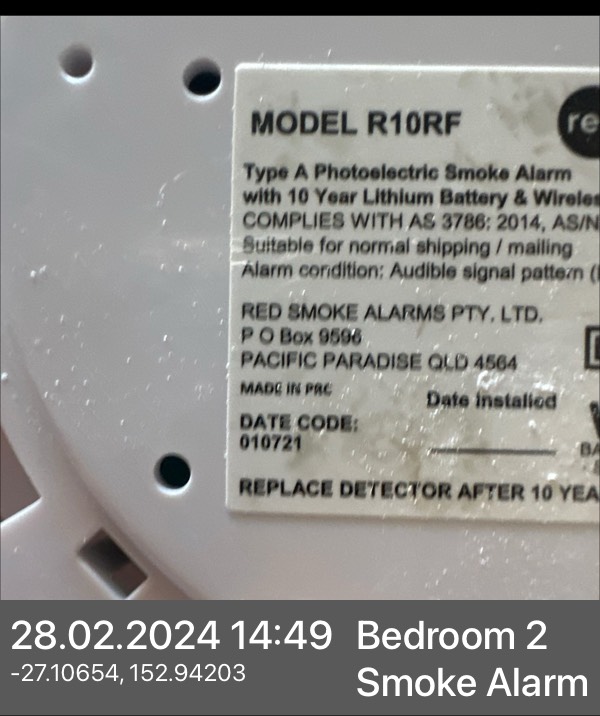 MODEL R10RF
re
Type A Photoelectric Smoke Alarm
with 10 Year Lithium Battery & Wireles
COMPLIES WITH AS 3786: 2014, AS/N
Suitable for normal shipping / mailing
Alarm condition: Audible signal pattern (
RED SMOKE ALARMS PTY. LTD.
P O Box 9596
PACIFIC PARADISE QLD 4564
MADE IN PRC
Date Installed
DATE CODE:
010721
BA
REPLACE DETECTOR AFTER 10 YEA
28.02.2024 14:49
-27.10654, 152.94203
Bedroom 2
Smoke Alarm